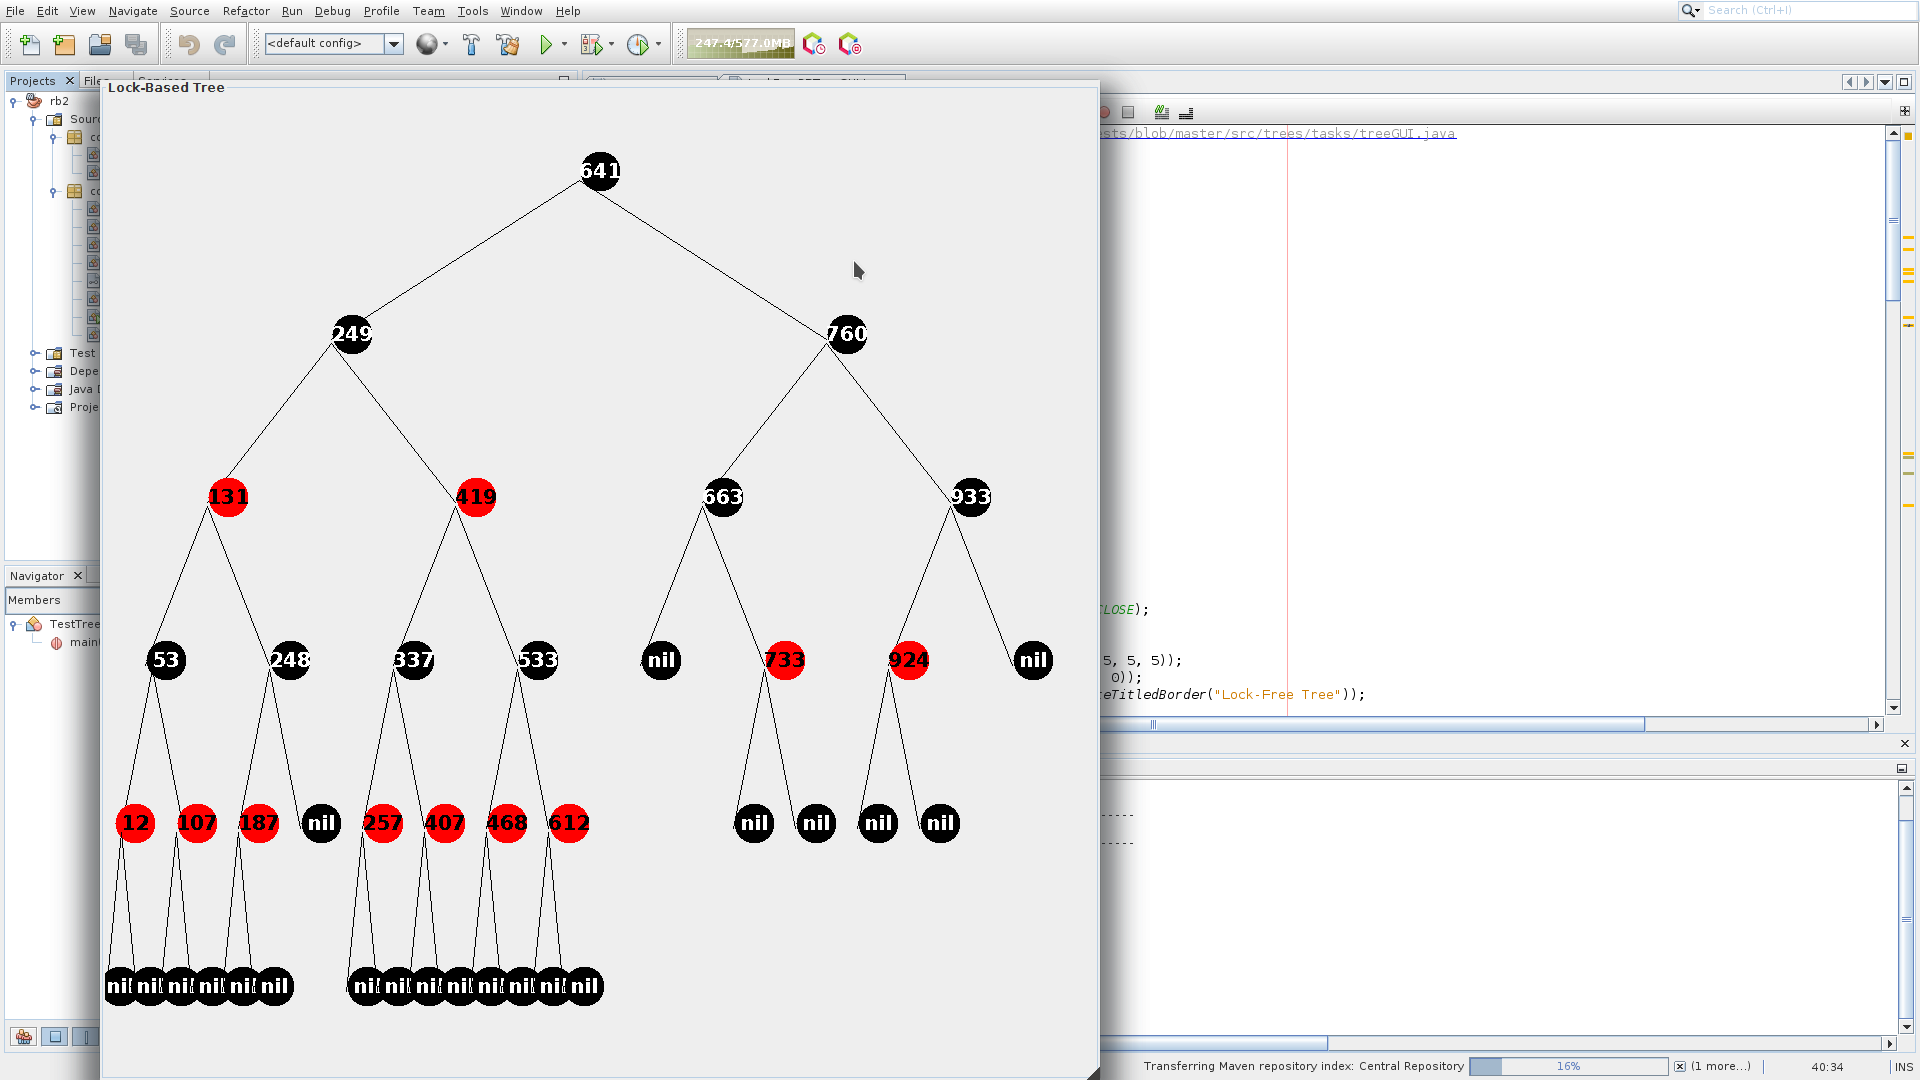 File Edit View Navigate Source Refactor Run Debug Profile Team Tools Window Help
Search (Ctrl+I)
<default config>
247.4/577.0MB
Projects
Lock-Based Tree
rb2
ests/blob/master/src/trees/tasks/treeGUI.java
641
249 760
131 419 663 933
Test
Depe
Java
Proje
Navigator
Members
TestTree
main
CLOSE);
5, 5, 5));
0));
eTitledBorder("Lock-Free Tree"));
53 248 337 533 nil 733 924 nil
12 107 187 nil 257 407 468 612 nil nil nil nil
nil nil nil nil nil nil nil nil nil nil nil nil nil nil
Transferring Maven repository index: Central Repository 16% (1 more...) 40:34 INS